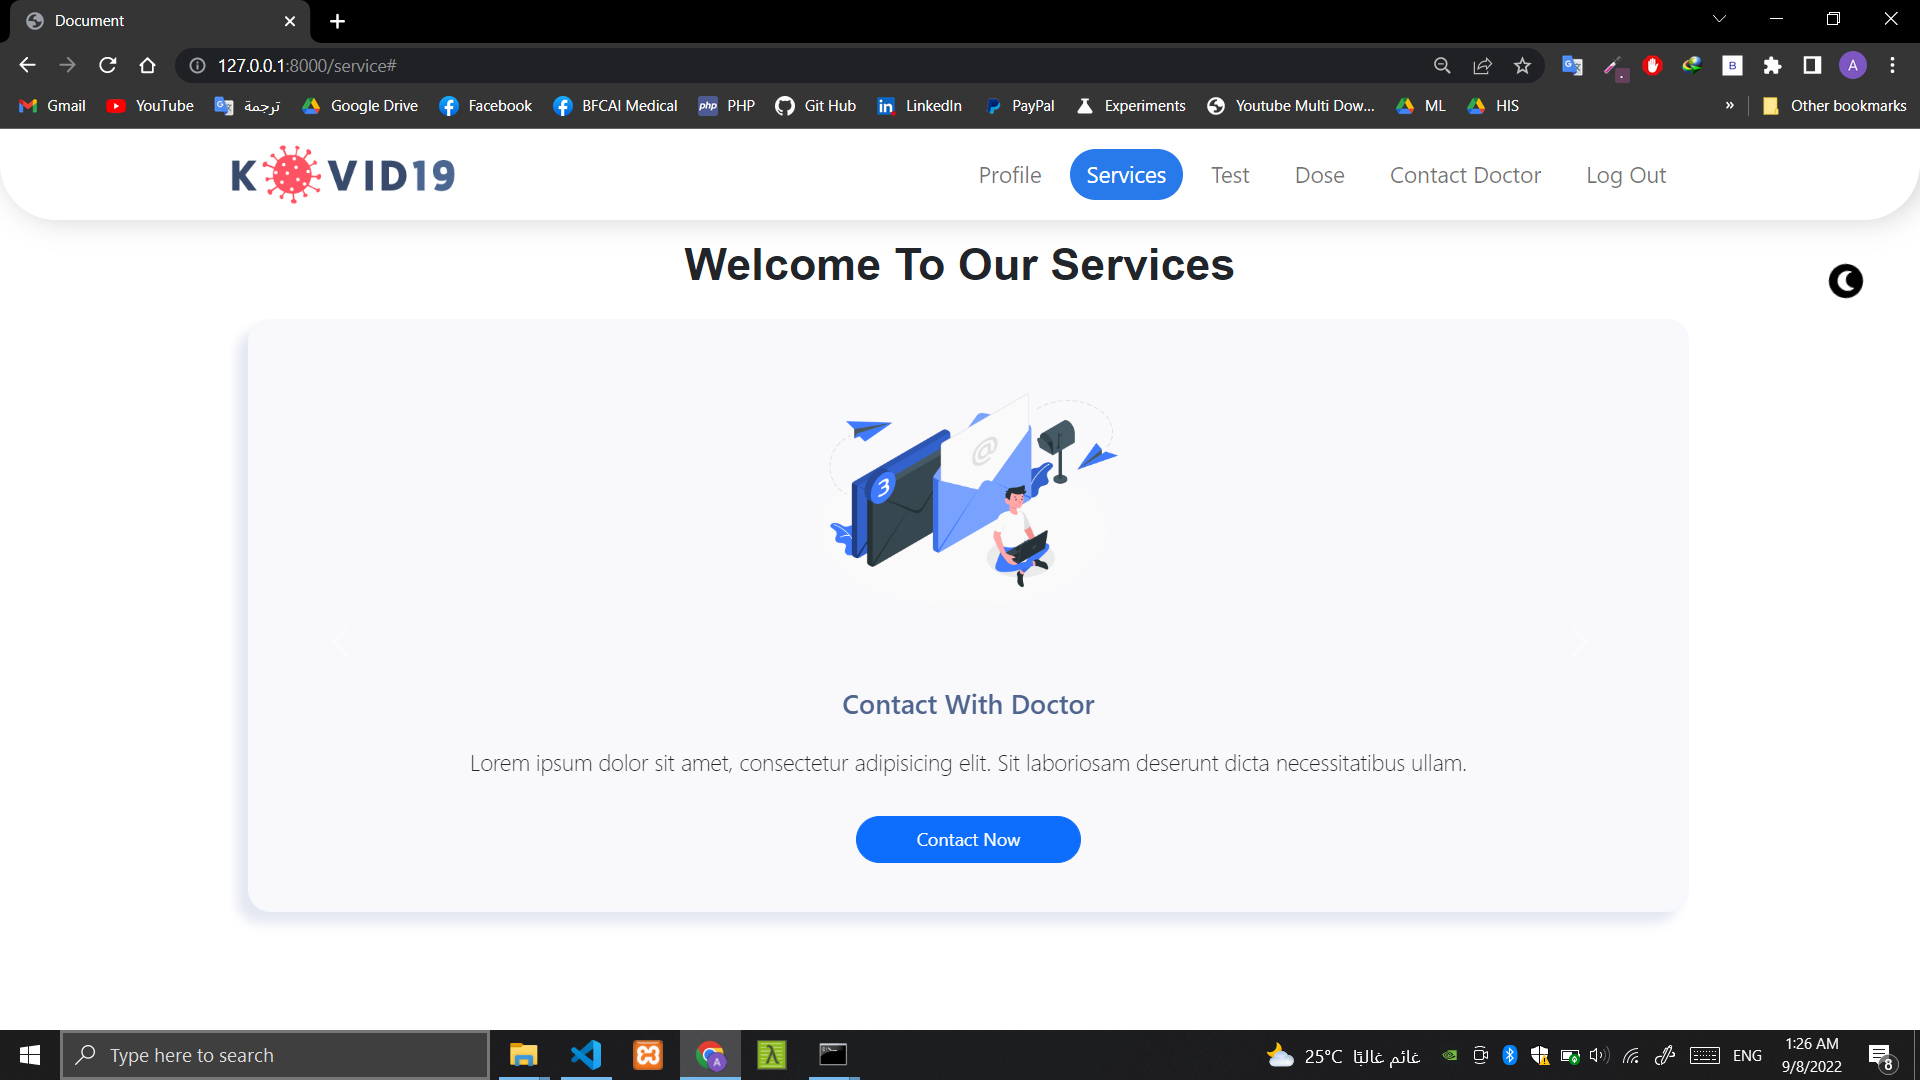 Document
127.0.0.1:8000/service#
A
Gmail YouTube ترجمة Google Drive Facebook BFCAI Medical php PHP Git Hub LinkedIn PayPal Experiments Youtube Multi Dow... ML HIS » Other bookmarks
K VID19
Profile Services Test Dose Contact Doctor Log Out
Welcome To Our Services
@
3
Contact With Doctor
Lorem ipsum dolor sit amet, consectetur adipisicing elit. Sit laboriosam deserunt dicta necessitatibus ullam.
Contact Now
Type here to search
25°C غائم غالبًا
ENG
1:26 AM
9/8/2022
8